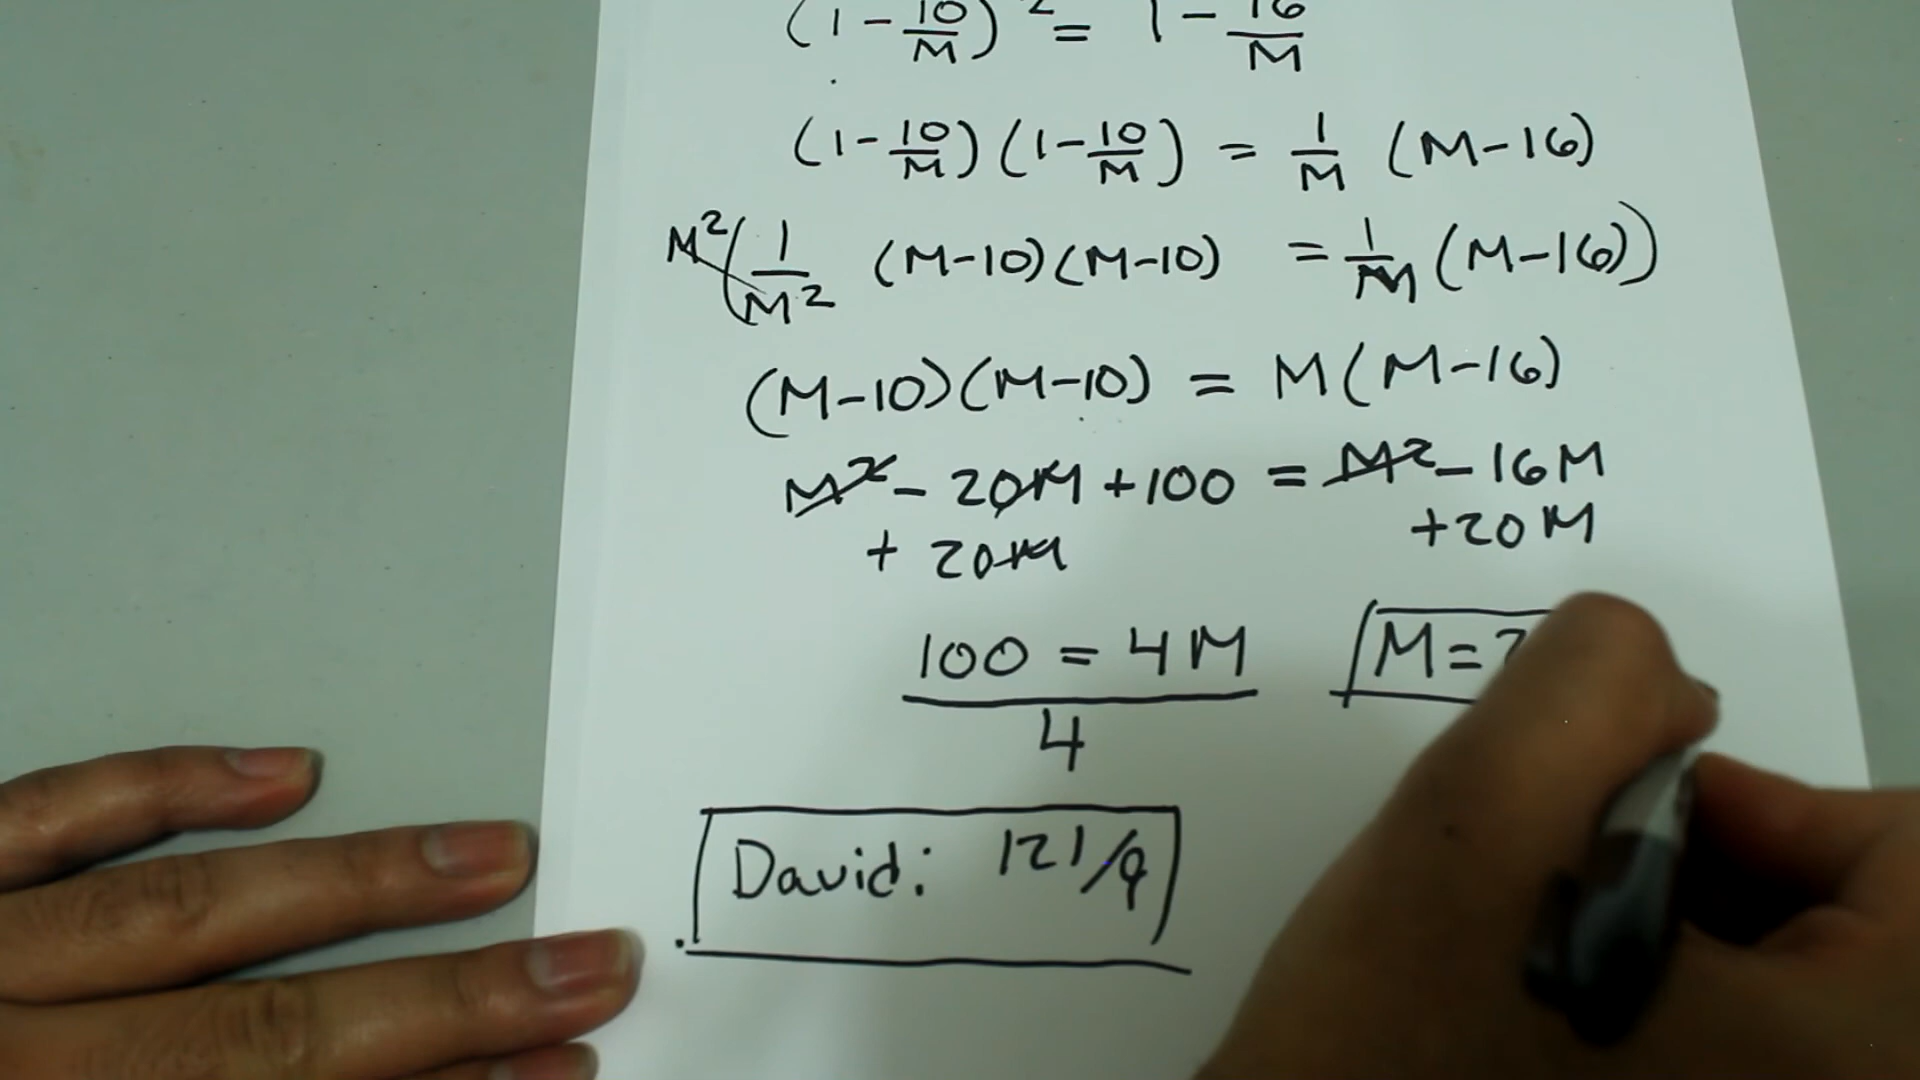 (1 - 10/M)² = 1 - 16/M
(1 - 10/M)(1 - 10/M) = 1/M (M - 16)
M²(1/M² (M-10)(M-10) = 1/M (M-16))
(M-10)(M-10) = M(M-16)
M² - 20M + 100 = M² - 16M
+ 20M +20M
100 = 4M M=2
4
David: 121/9